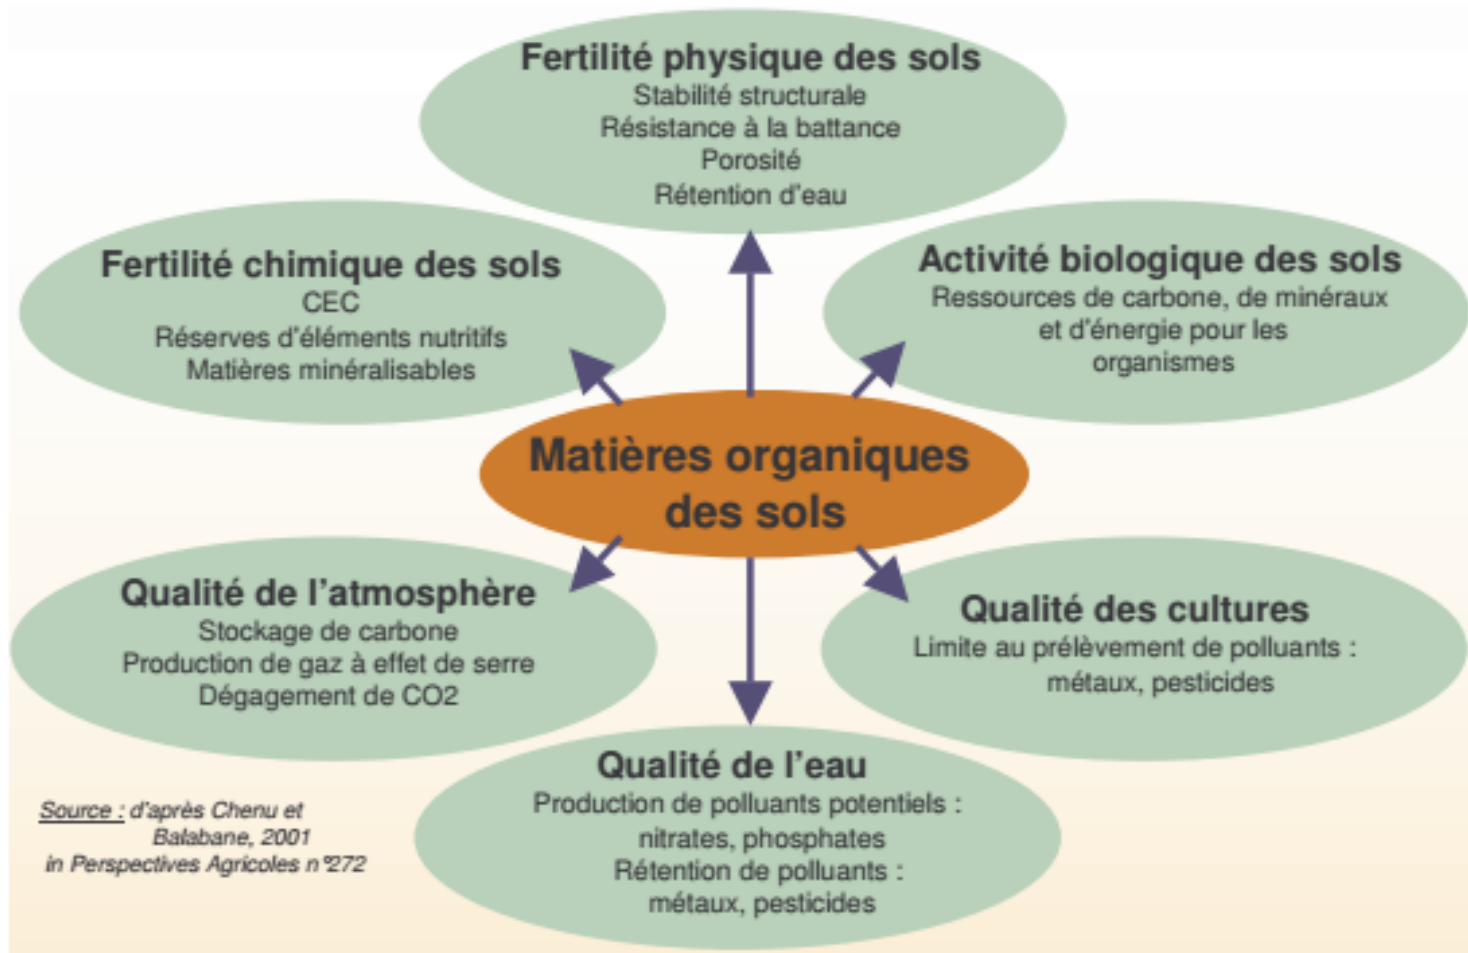 Fertilité physique des sols
Stabilité structurale
Résistance à la battance
Porosité
Rétention d'eau
Fertilité chimique des sols
CEC
Réserves d'éléments nutritifs
Matières minéralisables
Activité biologique des sols
Ressources de carbone, de minéraux
et d'énergie pour les
organismes
Matières organiques
des sols
Qualité de l'atmosphère
Stockage de carbone
Production de gaz à effet de serre
Dégagement de CO2
Qualité des cultures
Limite au prélèvement de polluants :
métaux, pesticides
Qualité de l'eau
Production de polluants potentiels :
nitrates, phosphates
Rétention de polluants :
métaux, pesticides
Source : d'après Chenu et
Balabane, 2001
in Perspectives Agricoles n°272